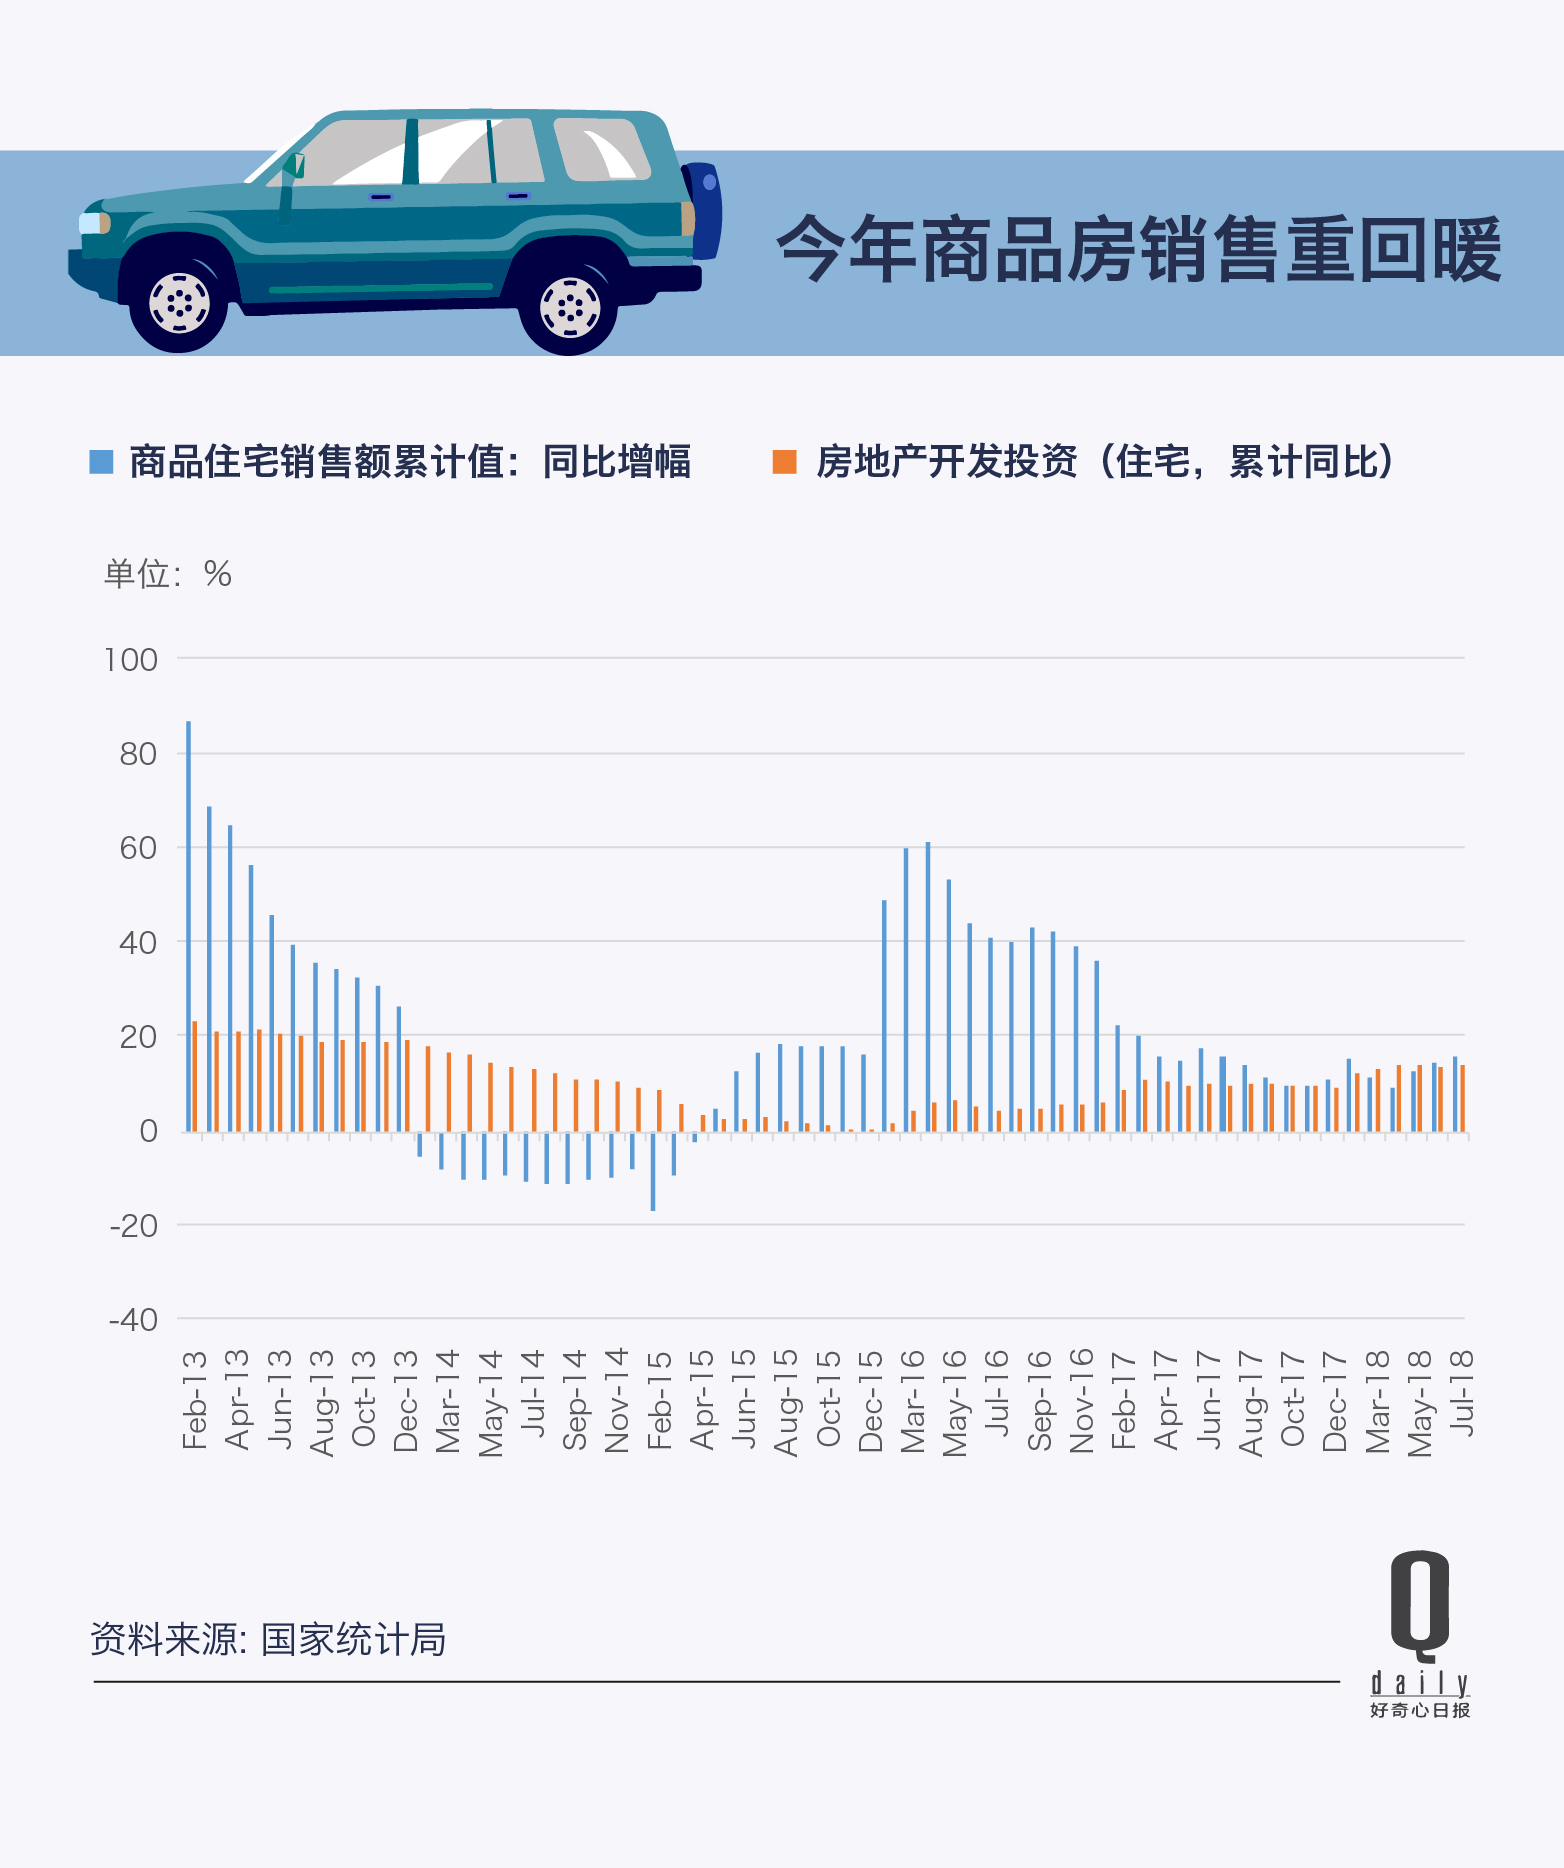 今年商品房销售重回暖
商品住宅销售额累计值：同比增幅
房地产开发投资（住宅，累计同比）
单位：%
100
80
60
40
20
0
-20
-40
Feb-13
Apr-13
Jun-13
Aug-13
Oct-13
Dec-13
Mar-14
May-14
Jul-14
Sep-14
Nov-14
Feb-15
Apr-15
Jun-15
Aug-15
Oct-15
Dec-15
Mar-16
May-16
Jul-16
Sep-16
Nov-16
Feb-17
Apr-17
Jun-17
Aug-17
Oct-17
Dec-17
Mar-18
May-18
Jul-18
资料来源: 国家统计局
Q
daily
好奇心日报